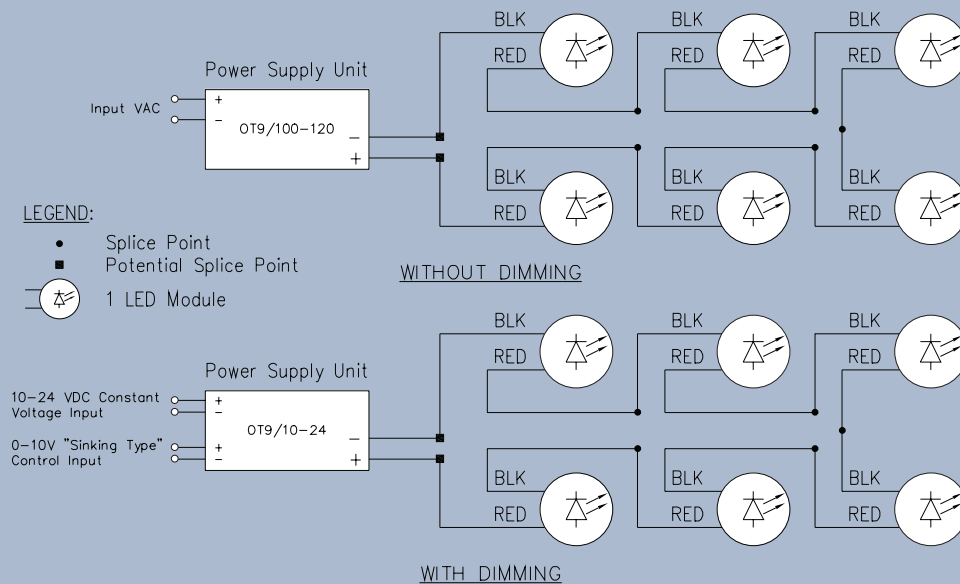 BLK
BLK
BLK
RED
RED
RED
Power Supply Unit
Input VAC
+
−
OT9/100−120
−
+
BLK
BLK
BLK
RED
RED
RED
LEGEND:
Splice Point
Potential Splice Point
1 LED Module
WITHOUT DIMMING
BLK
BLK
BLK
RED
RED
RED
Power Supply Unit
10−24 VDC Constant
Voltage Input
+
−
0−10V "Sinking Type"
Control Input
+
−
OT9/10−24
−
+
BLK
BLK
BLK
RED
RED
RED
WITH DIMMING